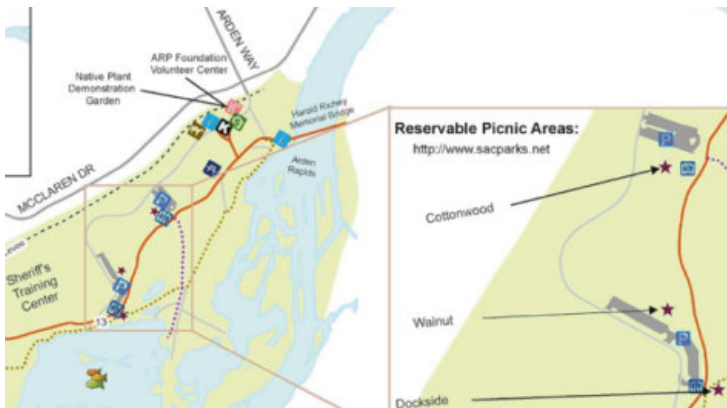 ARDEN WAY
ARP Foundation
Volunteer Center
Native Plant
Demonstration
Garden
K
Harold Richey
Memorial Bridge
Arden
Rapids
MCCLAREN DR
Levee
P
Sheriff's
Training
Center
P
13
Reservable Picnic Areas:
http://www.sacparks.net
P
Cottonwood
Walnut
P
Dockside